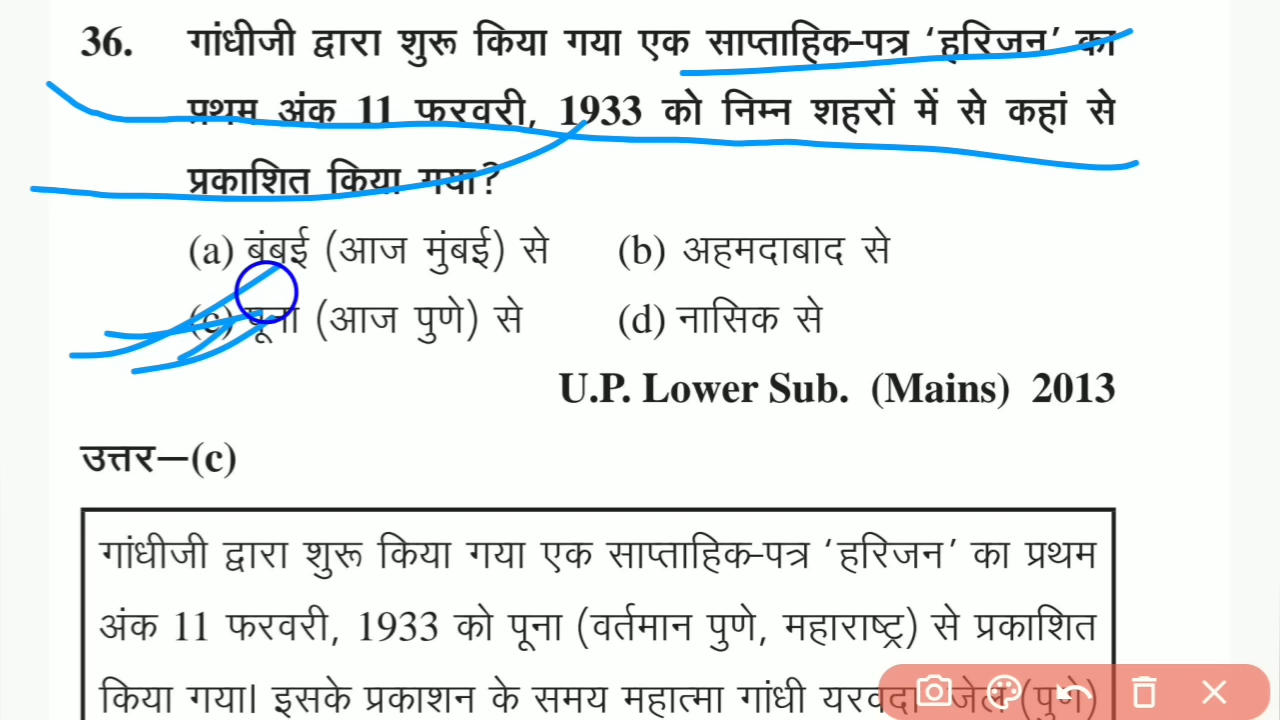 36. गांधीजी द्वारा शुरू किया गया एक साप्ताहिक-पत्र ‘हरिजन’ का
प्रथम अंक 11 फरवरी, 1933 को निम्न शहरों में से कहां से
प्रकाशित किया गया?
(a) बंबई (आज मुंबई) से (b) अहमदाबाद से
(c) पूना (आज पुणे) से (d) नासिक से
U.P. Lower Sub. (Mains) 2013
उत्तर—(c)
गांधीजी द्वारा शुरू किया गया एक साप्ताहिक-पत्र ‘हरिजन’ का प्रथम
अंक 11 फरवरी, 1933 को पूना (वर्तमान पुणे, महाराष्ट्र) से प्रकाशित
किया गया। इसके प्रकाशन के समय महात्मा गांधी यरवदा जेल (पुणे)